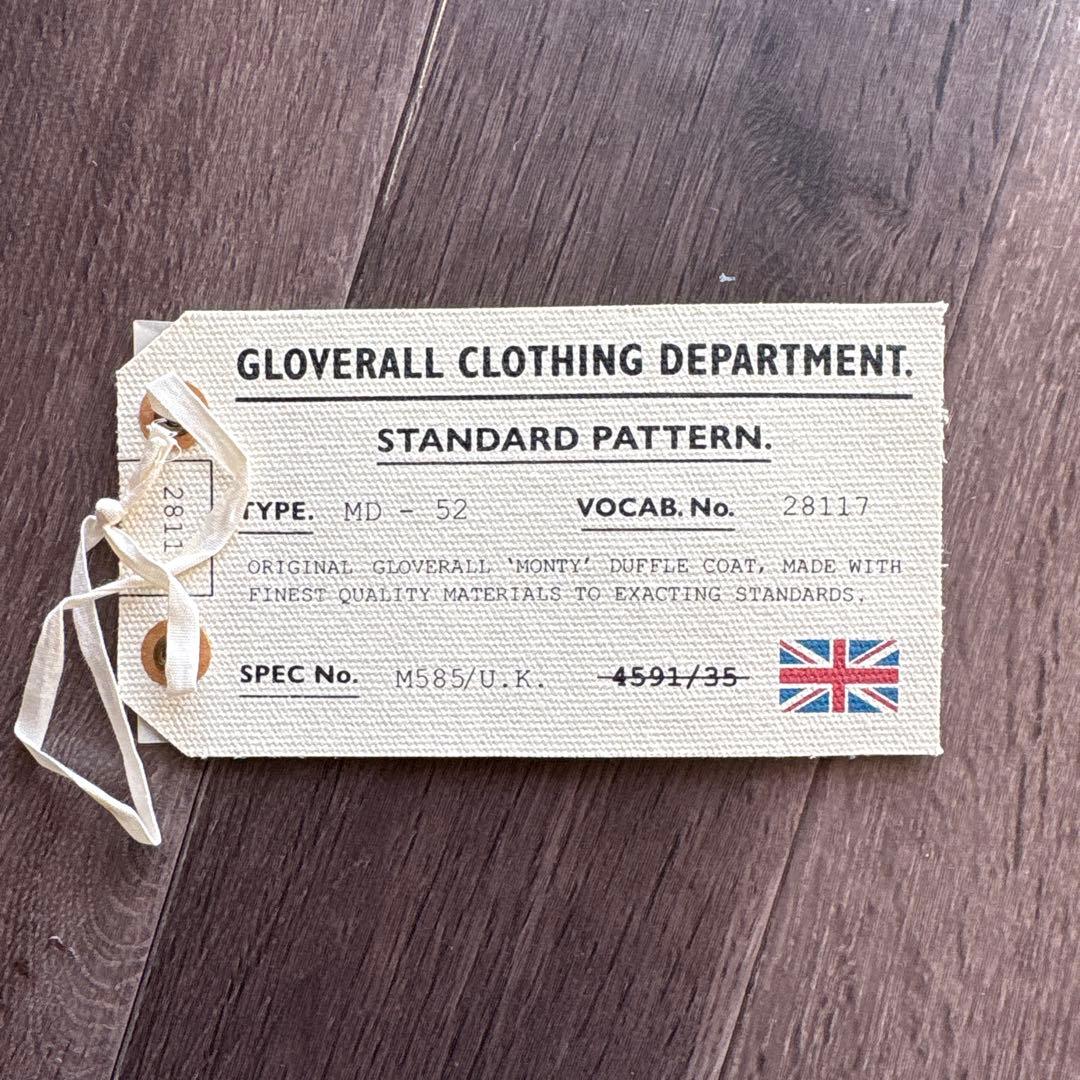 GLOVERALL CLOTHING DEPARTMENT.
STANDARD PATTERN.
TYPE. MD - 52 VOCAB. No. 28117
ORIGINAL GLOVERALL ‘MONTY’ DUFFLE COAT, MADE WITH
FINEST QUALITY MATERIALS TO EXACTING STANDARDS.
SPEC No. M585/U.K. 4591/35
2811